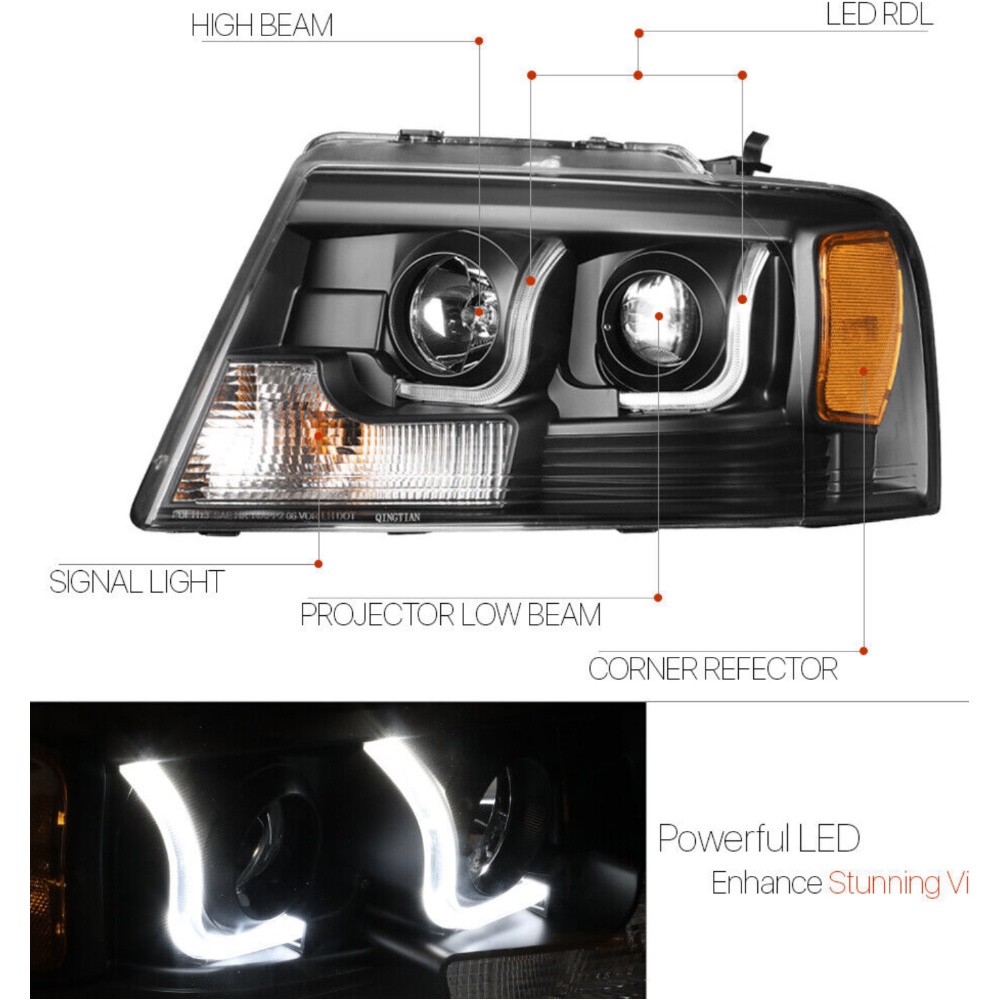 HIGH BEAM
LED RDL
QINGTIAN
SIGNAL LIGHT
PROJECTOR LOW BEAM
CORNER REFECTOR
Powerful LED
Enhance Stunning Vi